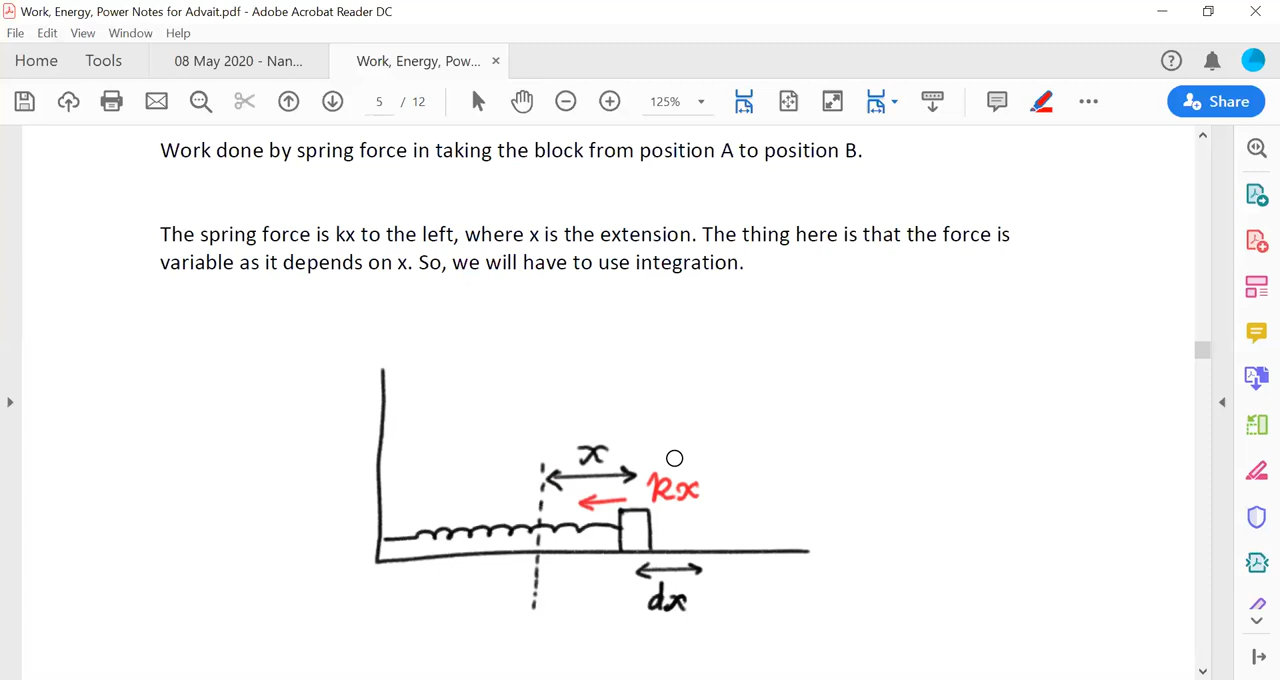 Work, Energy, Power Notes for Advait.pdf - Adobe Acrobat Reader DC
File Edit View Window Help
Home Tools 08 May 2020 - Nan... Work, Energy, Pow... ×
5 / 12 125% Share
Work done by spring force in taking the block from position A to position B.
The spring force is kx to the left, where x is the extension. The thing here is that the force is
variable as it depends on x. So, we will have to use integration.
x
kx
dx